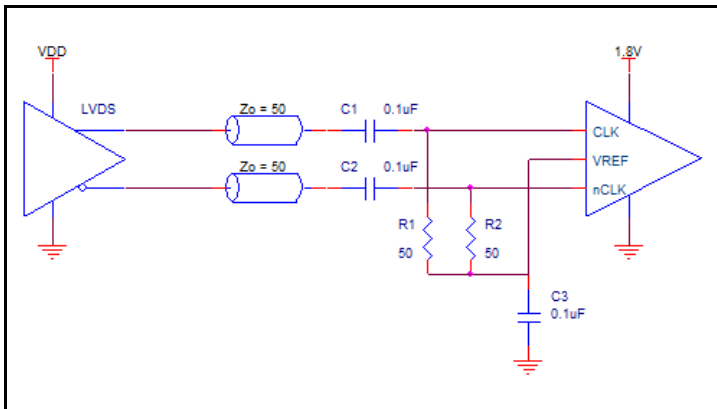 VDD
1.8V
LVDS
Zo = 50
C1
0.1uF
CLK
VREF
Zo = 50
C2
0.1uF
nCLK
R1
R2
50
50
C3
0.1uF